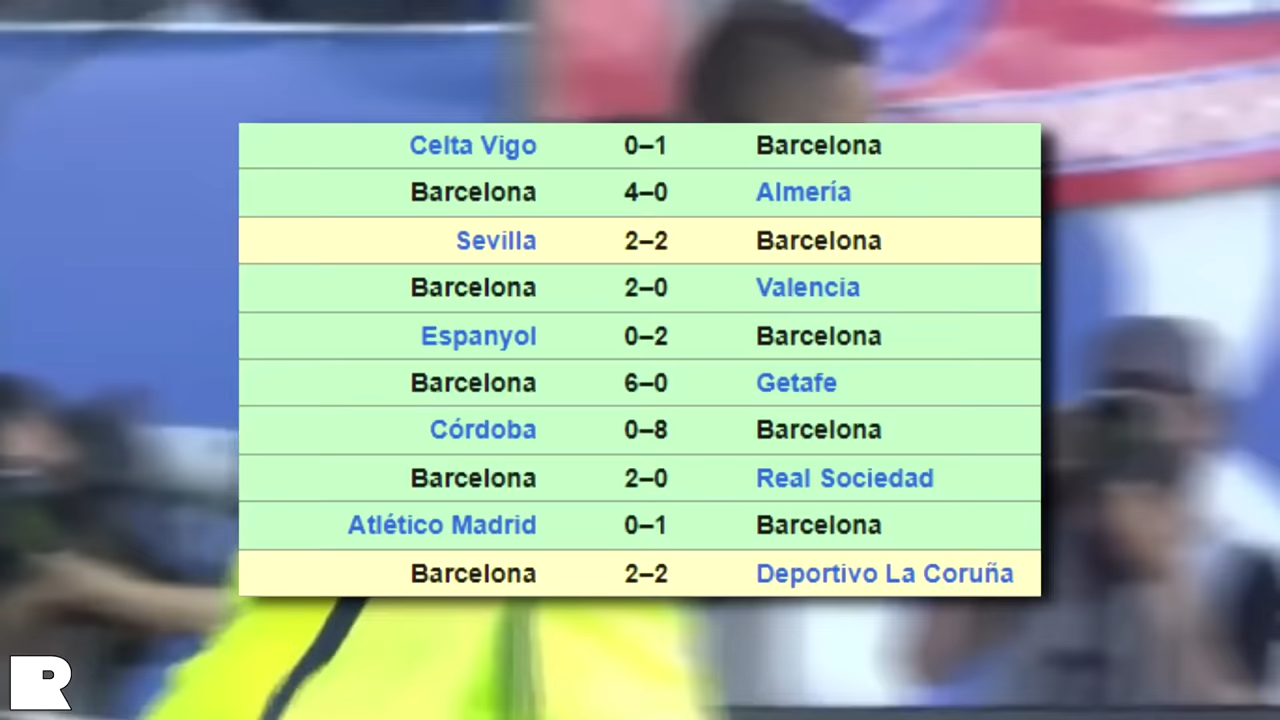 Celta Vigo 0–1 Barcelona
Barcelona 4–0 Almería
Sevilla 2–2 Barcelona
Barcelona 2–0 Valencia
Espanyol 0–2 Barcelona
Barcelona 6–0 Getafe
Córdoba 0–8 Barcelona
Barcelona 2–0 Real Sociedad
Atlético Madrid 0–1 Barcelona
Barcelona 2–2 Deportivo La Coruña
R